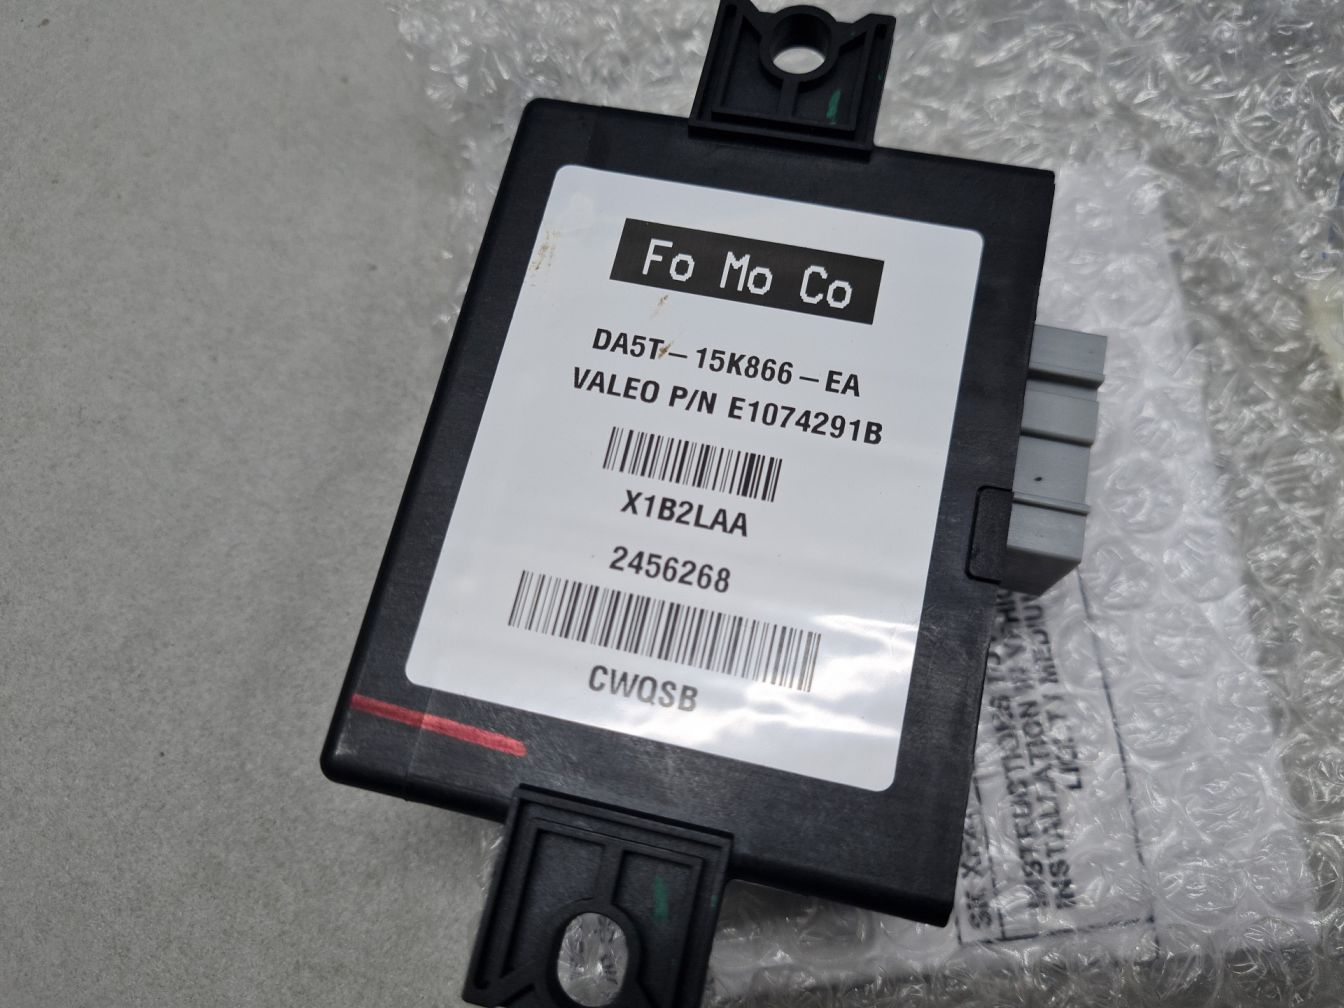 Fo Mo Co
DA5T-15K866-EA
VALEO P/N E1074291B
X1B2LAA
2456268
CWQSB
INSTALLATION